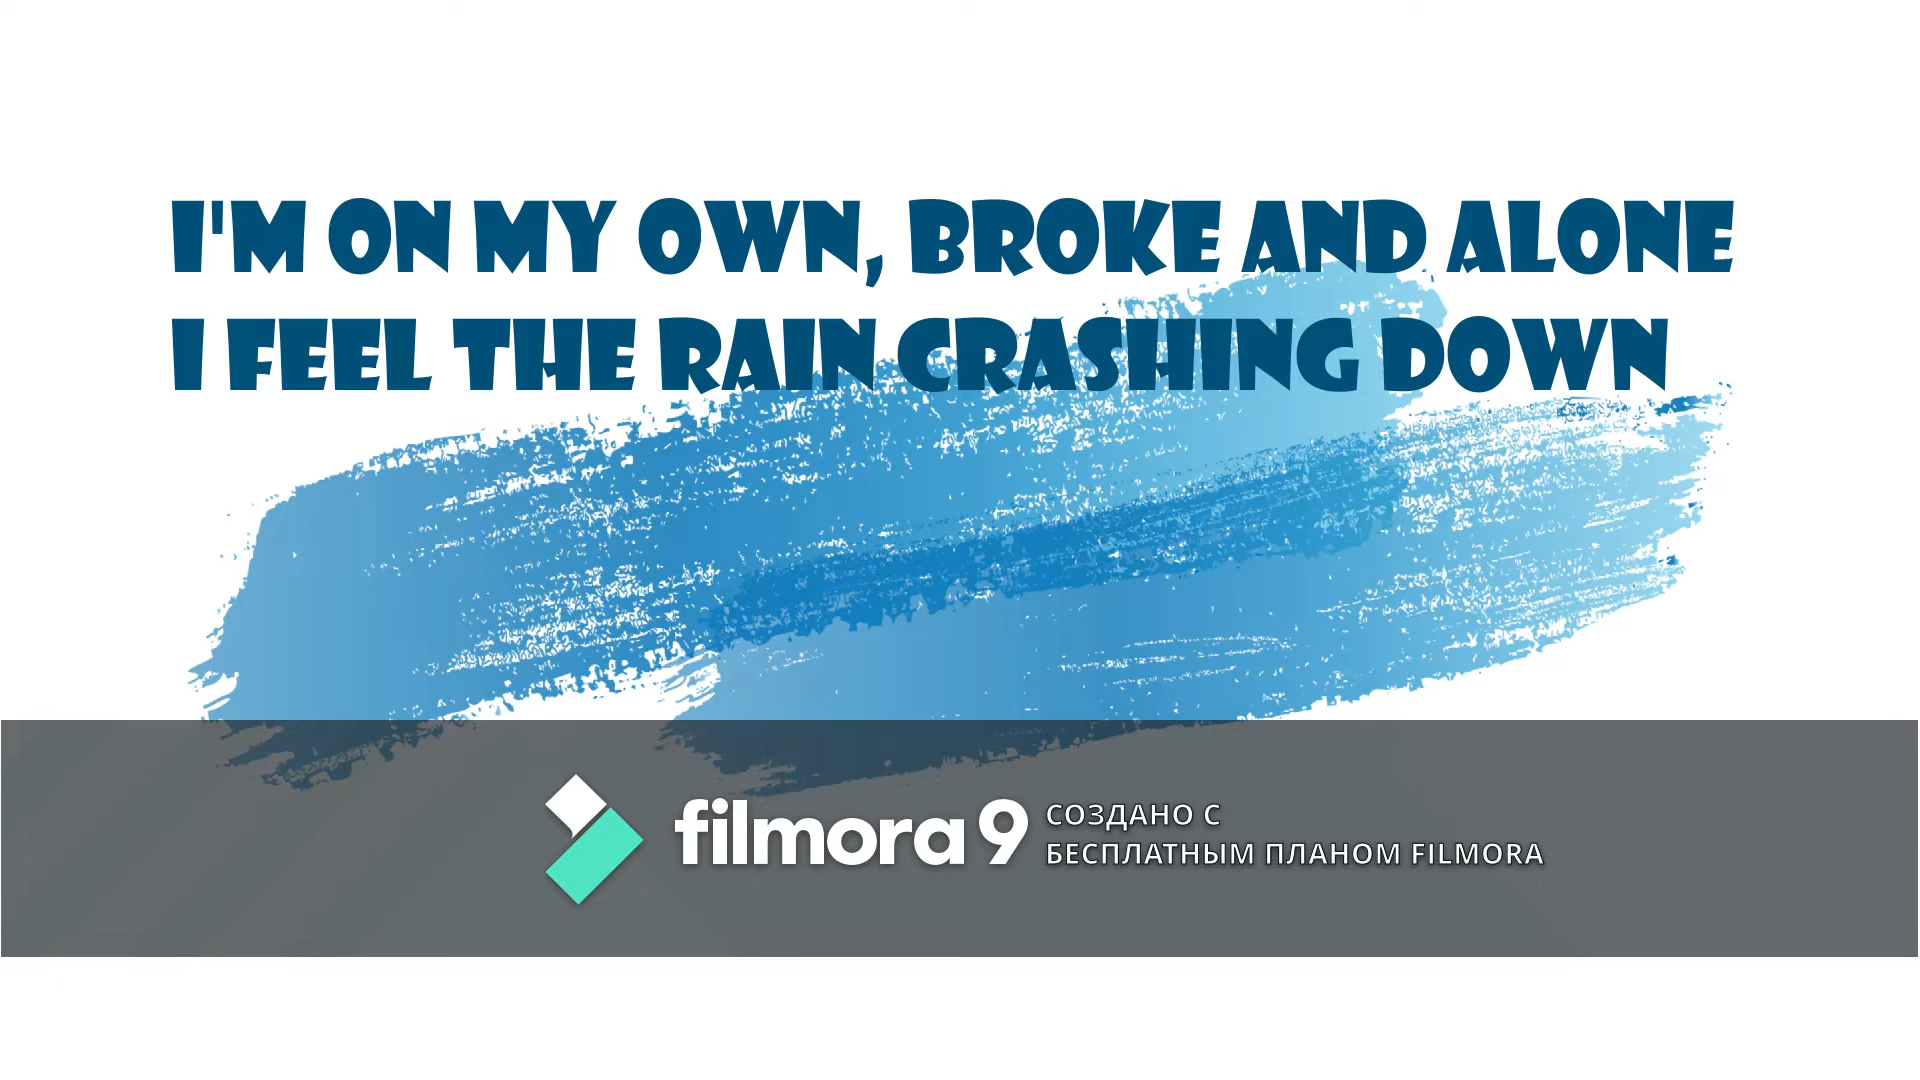 I'M ON MY OWN, BROKE AND ALONE
I FEEL THE RAIN CRASHING DOWN
filmora 9
СОЗДАНО С
БЕСПЛАТНЫМ ПЛАНОМ FILMORA